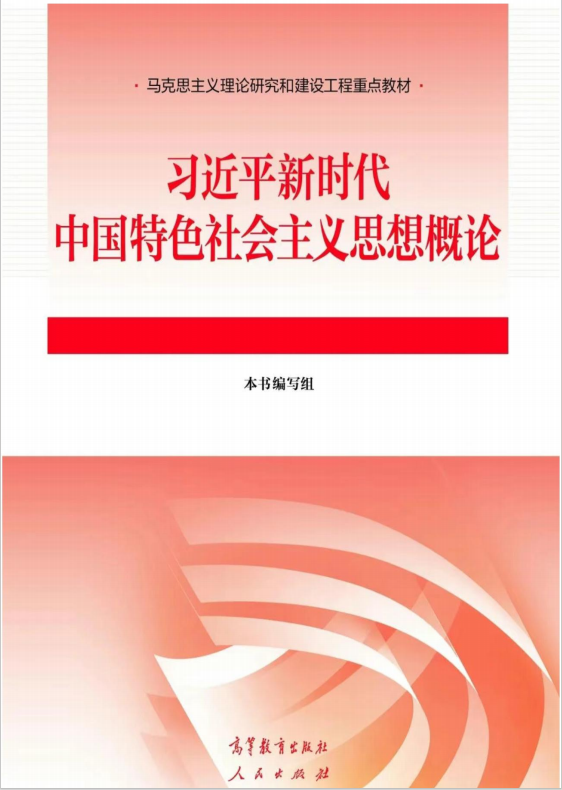 · 马克思主义理论研究和建设工程重点教材 ·
习近平新时代
中国特色社会主义思想概论
本书编写组
高等教育出版社
人民出版社